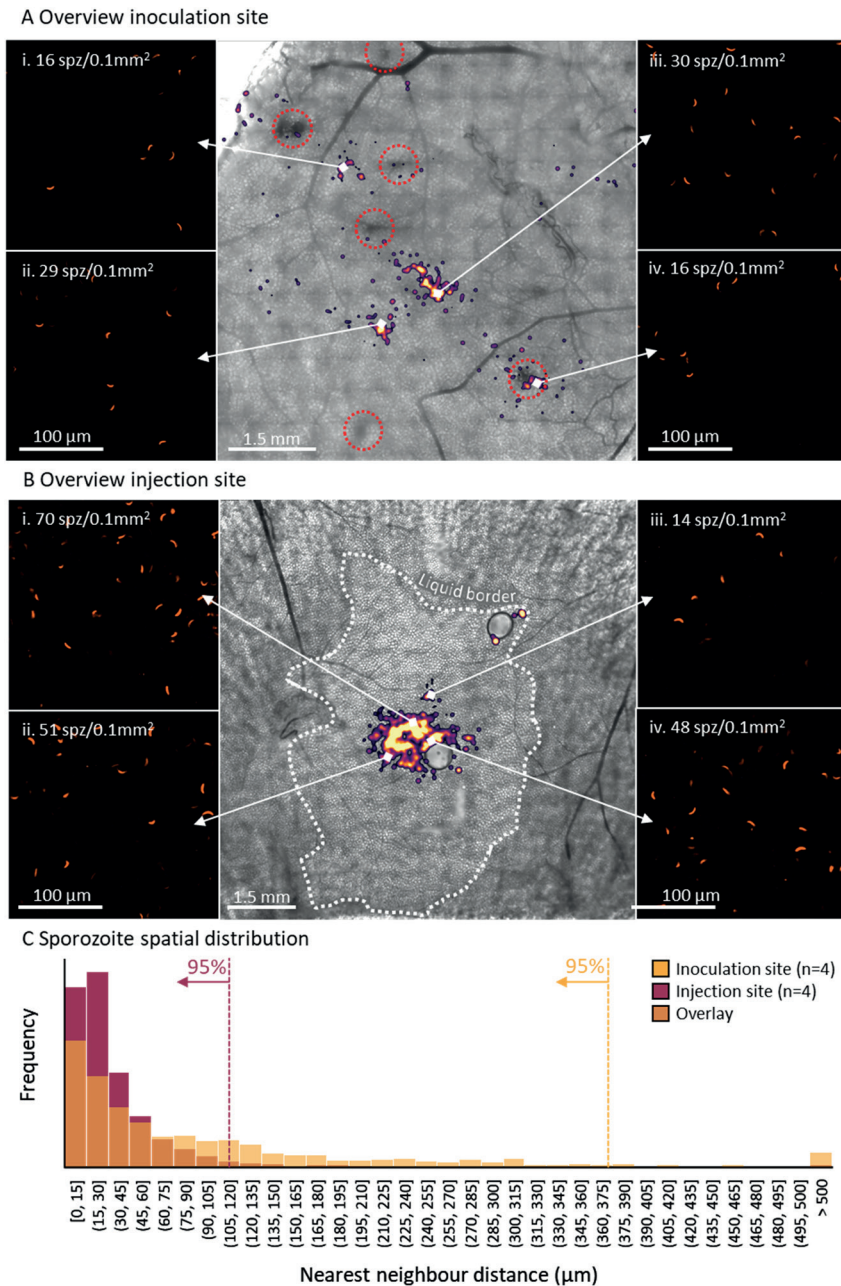 A Overview inoculation site
i. 16 spz/0.1mm²
iii. 30 spz/0.1mm²
ii. 29 spz/0.1mm²
iv. 16 spz/0.1mm²
100 µm
1.5 mm
100 µm
B Overview injection site
i. 70 spz/0.1mm²
iii. 14 spz/0.1mm²
Liquid border
ii. 51 spz/0.1mm²
iv. 48 spz/0.1mm²
100 µm
1.5 mm
100 µm
C Sporozoite spatial distribution
95%
95%
Inoculation site (n=4)
Injection site (n=4)
Overlay
Frequency
[0, 15]
(15, 30]
(30, 45]
(45, 60]
(60, 75]
(75, 90]
(90, 105]
(105, 120]
(120, 135]
(135, 150]
(150, 165]
(165, 180]
(180, 195]
(195, 210]
(210, 225]
(225, 240]
(240, 255]
(255, 270]
(270, 285]
(285, 300]
(300, 315]
(315, 330]
(330, 345]
(345, 360]
(360, 375]
(375, 390]
(390, 405]
(405, 420]
(420, 435]
(435, 450]
(450, 465]
(465, 480]
(480, 495]
(495, 500]
> 500
Nearest neighbour distance (µm)